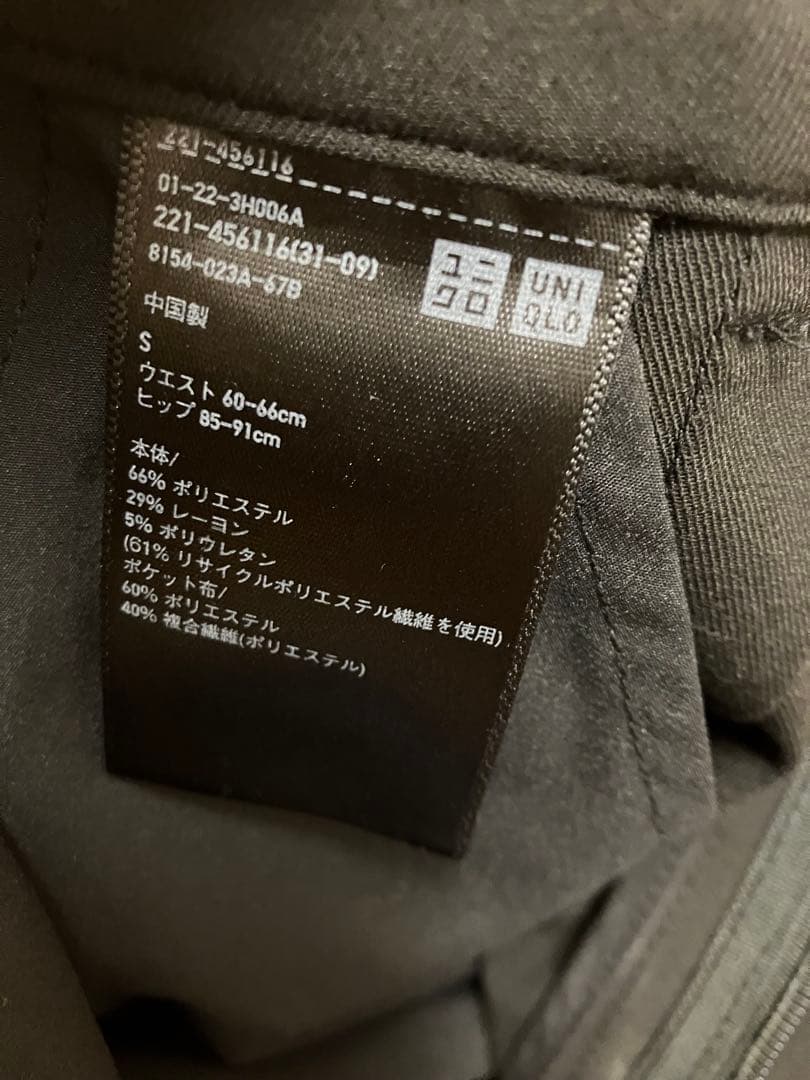 221-456116
01-22-3H006A
221-456116(31-09)
8154-023A-67B
ユニ
クロ
UNI
QLO
中国製
S
ウエスト 60-66cm
ヒップ 85-91cm
本体/
66% ポリエステル
29% レーヨン
5% ポリウレタン
(61% リサイクルポリエステル繊維を使用)
ポケット布/
60% ポリエステル
40% 複合繊維(ポリエステル)